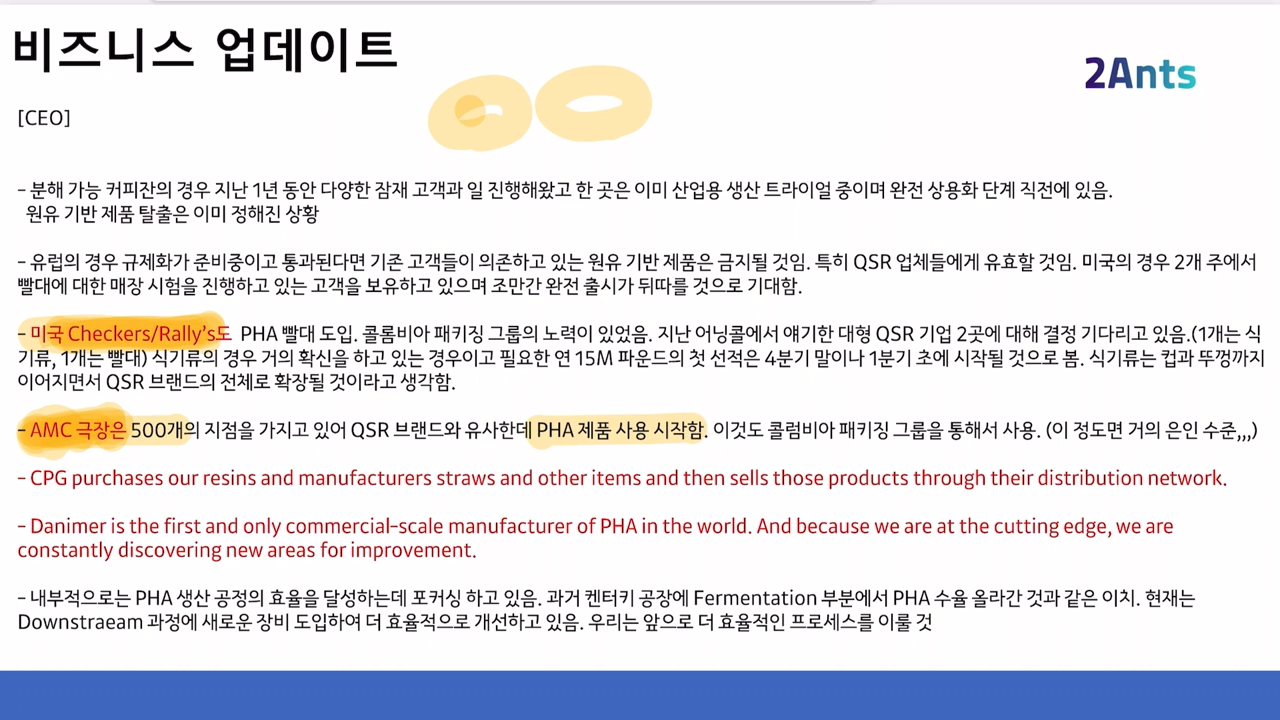 비즈니스 업데이트
2Ants
[CEO]
- 분해 가능 커피잔의 경우 지난 1년 동안 다양한 잠재 고객과 일 진행해왔고 한 곳은 이미 산업용 생산 트라이얼 중이며 완전 상용화 단계 직전에 있음.
원유 기반 제품 탈출은 이미 정해진 상황
- 유럽의 경우 규제화가 준비중이고 통과된다면 기존 고객들이 의존하고 있는 원유 기반 제품은 금지될 것임. 특히 QSR 업체들에게 유효할 것임. 미국의 경우 2개 주에서
빨대에 대한 매장 시험을 진행하고 있는 고객을 보유하고 있으며 조만간 완전 출시가 뒤따를 것으로 기대함.
- 미국 Checkers/Rally's도 PHA 빨대 도입. 콜롬비아 패키징 그룹의 노력이 있었음. 지난 어닝콜에서 얘기한 대형 QSR 기업 2곳에 대해 결정 기다리고 있음.(1개는 식
기류, 1개는 빨대) 식기류의 경우 거의 확신을 하고 있는 경우이고 필요한 연 15M 파운드의 첫 선적은 4분기 말이나 1분기 초에 시작될 것으로 봄. 식기류는 컵과 뚜껑까지
이어지면서 QSR 브랜드의 전체로 확장될 것이라고 생각함.
- AMC 극장은 500개의 지점을 가지고 있어 QSR 브랜드와 유사한데 PHA 제품 사용 시작함. 이것도 콜럼비아 패키징 그룹을 통해서 사용. (이 정도면 거의 은인 수준,,,)
- CPG purchases our resins and manufacturers straws and other items and then sells those products through their distribution network.
- Danimer is the first and only commercial-scale manufacturer of PHA in the world. And because we are at the cutting edge, we are
constantly discovering new areas for improvement.
- 내부적으로는 PHA 생산 공정의 효율을 달성하는데 포커싱 하고 있음. 과거 켄터키 공장에 Fermentation 부분에서 PHA 수율 올라간 것과 같은 이치. 현재는
Downstraeam 과정에 새로운 장비 도입하여 더 효율적으로 개선하고 있음. 우리는 앞으로 더 효율적인 프로세스를 이룰 것